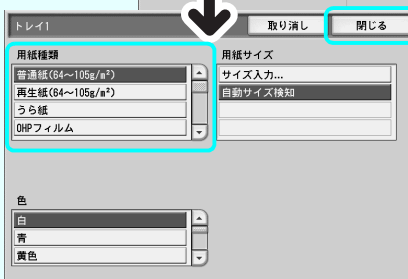 トレイ1 取り消し 閉じる
用紙種類 用紙サイズ
普通紙(64～105g/m²) サイズ入力...
再生紙(64～105g/m²) 自動サイズ検知
うら紙
OHPフィルム
色
白
青
黄色